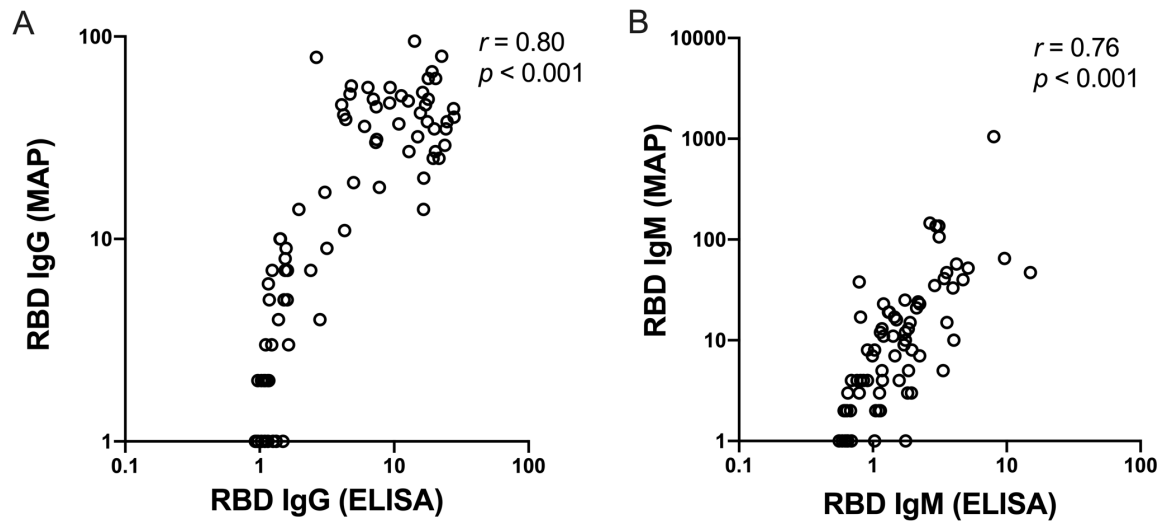 A
r = 0.80
p < 0.001
RBD IgG (MAP)
100
10
1
0.1
1
10
100
RBD IgG (ELISA)
B
r = 0.76
p < 0.001
RBD IgM (MAP)
10000
1000
100
10
1
0.1
1
10
100
RBD IgM (ELISA)